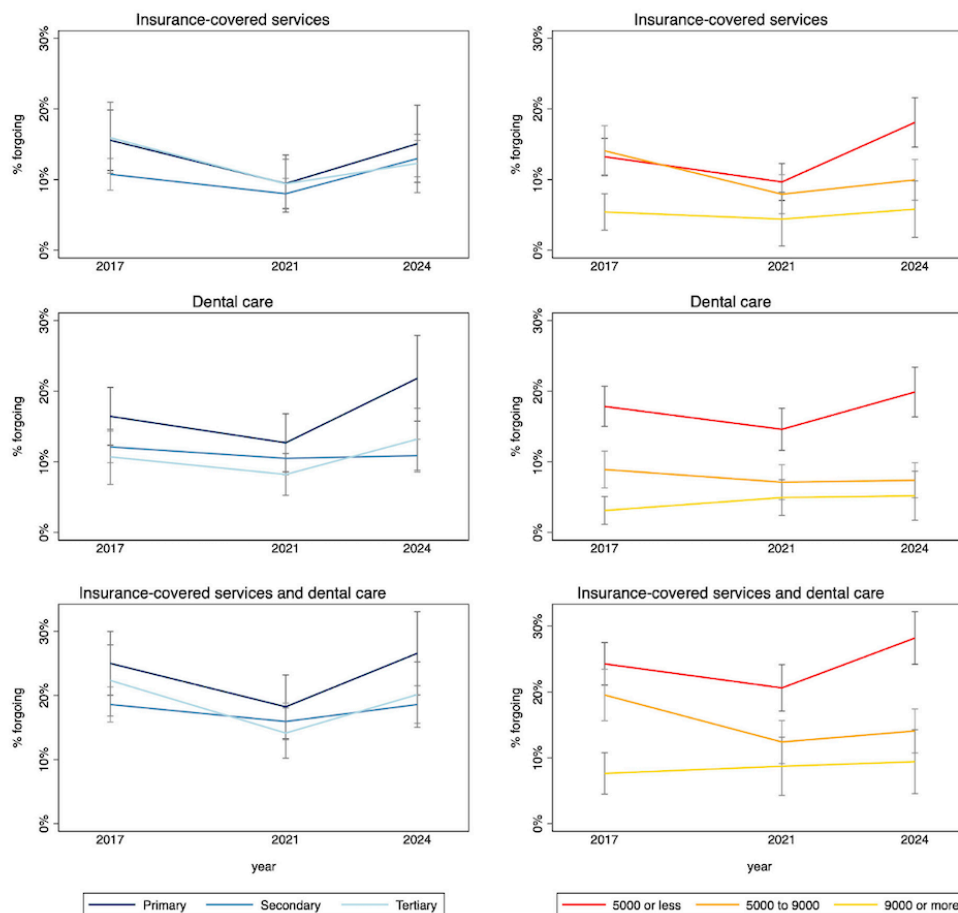 Insurance-covered services
30%
20%
10%
0%
% forgoing
2017
2021
2024
Insurance-covered services
30%
20%
10%
0%
% forgoing
2017
2021
2024
Dental care
30%
20%
10%
0%
% forgoing
2017
2021
2024
Dental care
30%
20%
10%
0%
% forgoing
2017
2021
2024
Insurance-covered services and dental care
30%
20%
10%
0%
% forgoing
2017
2021
2024
year
Insurance-covered services and dental care
30%
20%
10%
0%
% forgoing
2017
2021
2024
year
Primary
Secondary
Tertiary
5000 or less
5000 to 9000
9000 or more